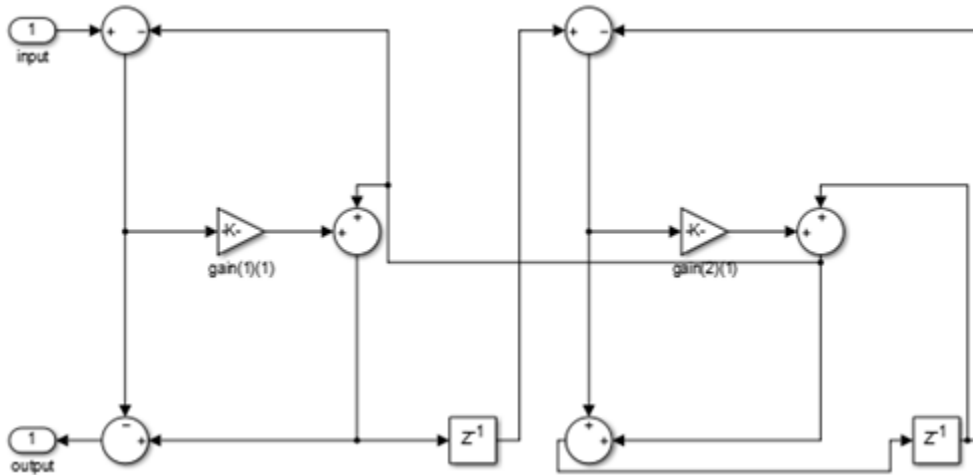 1
input
+
−
+
−
+
+
-K-
gain(1)(1)
+
+
-K-
gain(2)(1)
1
output
−
+
Z-1
+
+
Z-1